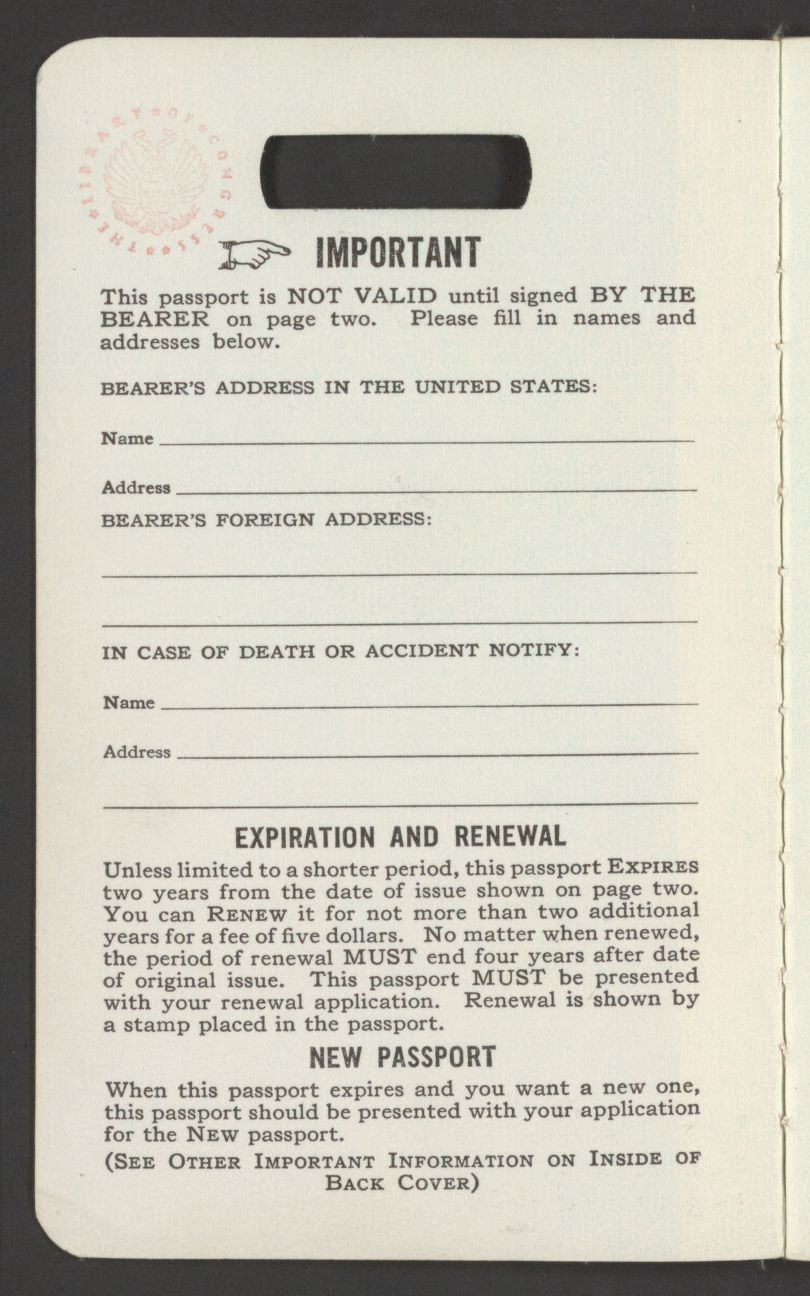 THE LIBRARY OF CONGRESS
IMPORTANT
This passport is NOT VALID until signed BY THE
BEARER on page two. Please fill in names and
addresses below.
BEARER'S ADDRESS IN THE UNITED STATES:
Name
Address
BEARER'S FOREIGN ADDRESS:
IN CASE OF DEATH OR ACCIDENT NOTIFY:
Name
Address
EXPIRATION AND RENEWAL
Unless limited to a shorter period, this passport EXPIRES
two years from the date of issue shown on page two.
You can RENEW it for not more than two additional
years for a fee of five dollars. No matter when renewed,
the period of renewal MUST end four years after date
of original issue. This passport MUST be presented
with your renewal application. Renewal is shown by
a stamp placed in the passport.
NEW PASSPORT
When this passport expires and you want a new one,
this passport should be presented with your application
for the NEW passport.
(SEE OTHER IMPORTANT INFORMATION ON INSIDE OF
BACK COVER)